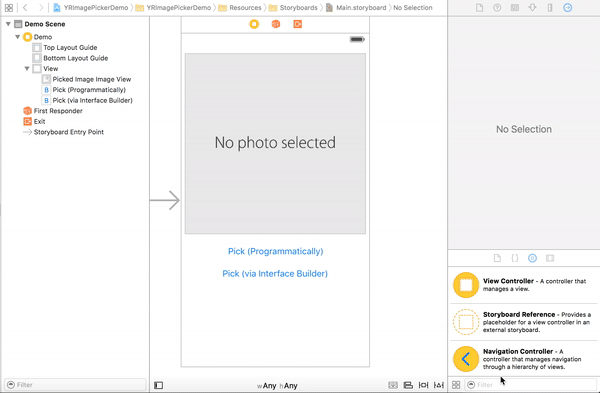 YRImagePickerDemo YRImagePickerDemo Resources Storyboards Main.storyboard No Selection
Demo Scene
Demo
Top Layout Guide
Bottom Layout Guide
View
Picked Image Image View
B Pick (Programmatically)
B Pick (via Interface Builder)
First Responder
Exit
Storyboard Entry Point
Filter
No photo selected
Pick (Programmatically)
Pick (via Interface Builder)
wAny hAny
No Selection
View Controller - A controller that
manages a view.
Storyboard Reference - Provides a
placeholder for a view controller in an
external storyboard.
Navigation Controller - A
controller that manages navigation
through a hierarchy of views.
Filter